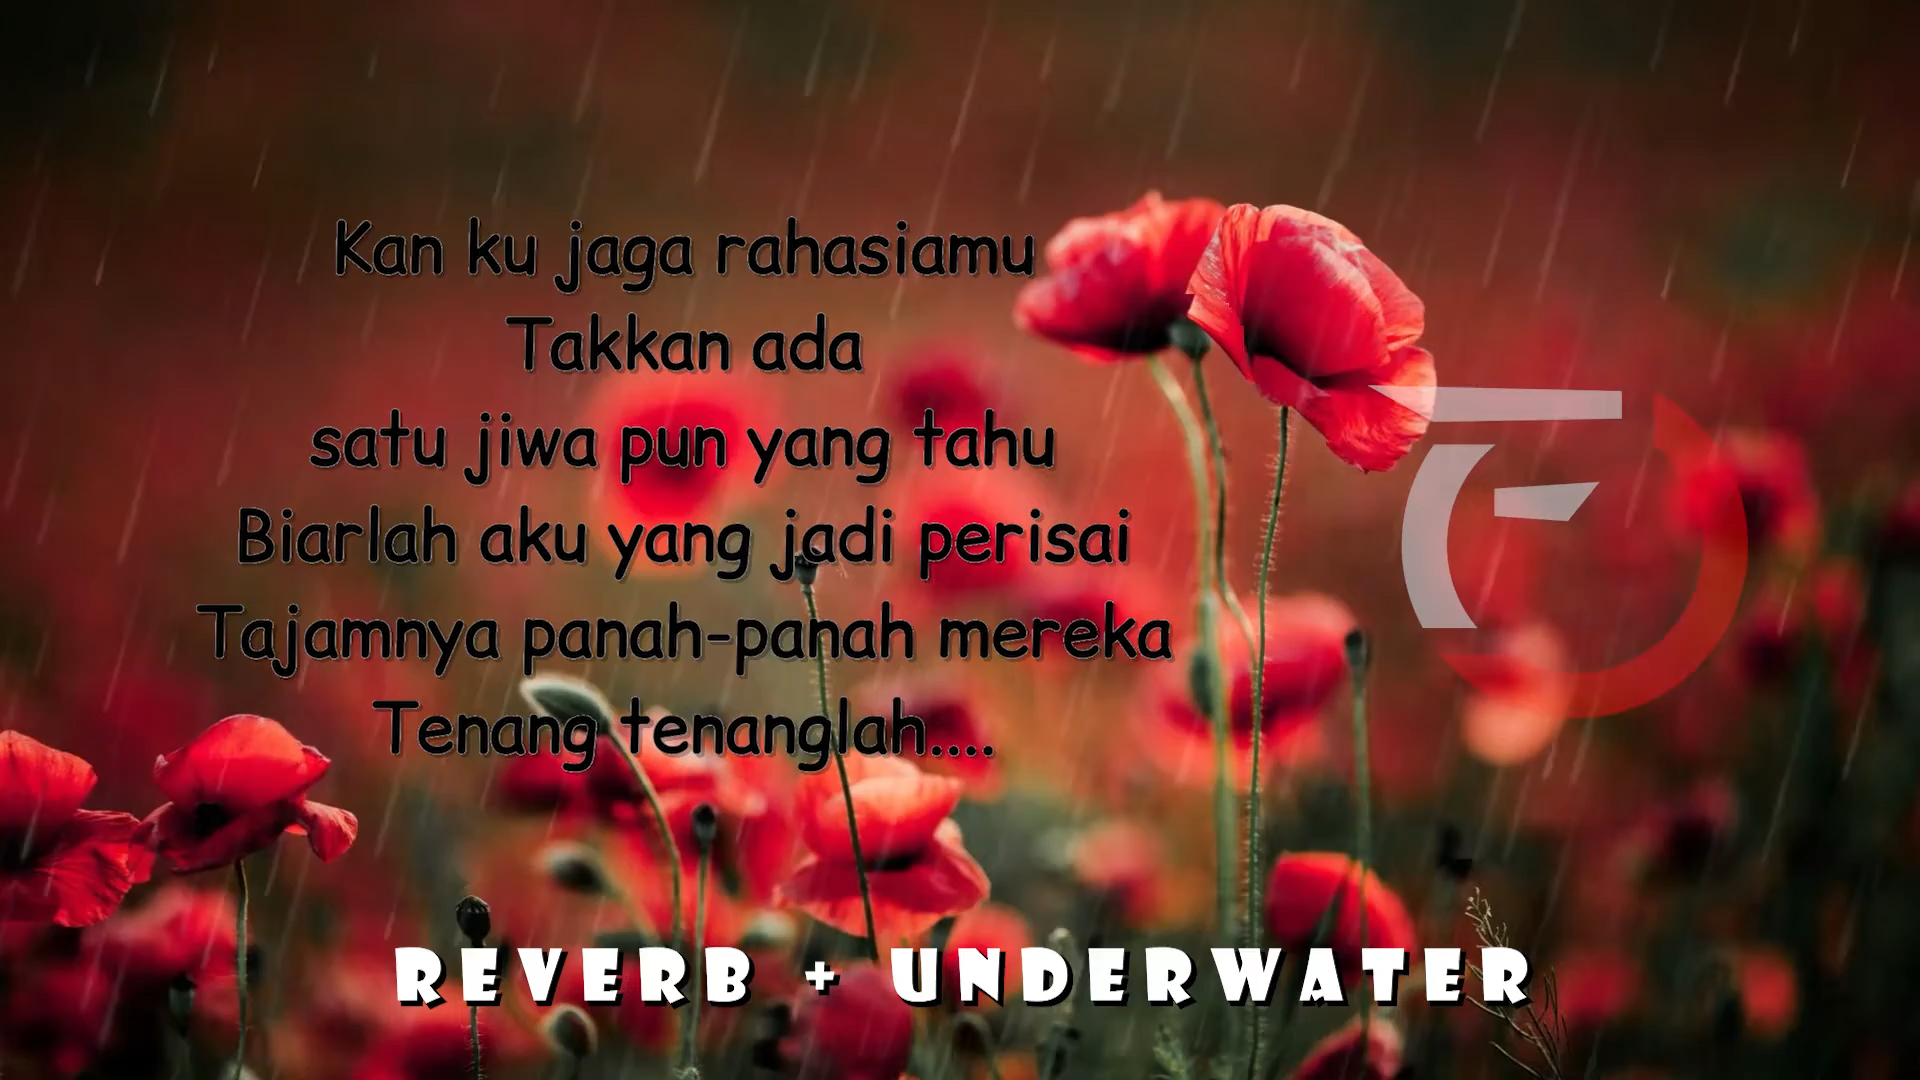 Kan ku jaga rahasiamu
Takkan ada
satu jiwa pun yang tahu
Biarlah aku yang jadi perisai
Tajamnya panah-panah mereka
Tenang tenanglah....
REVERB + UNDERWATER